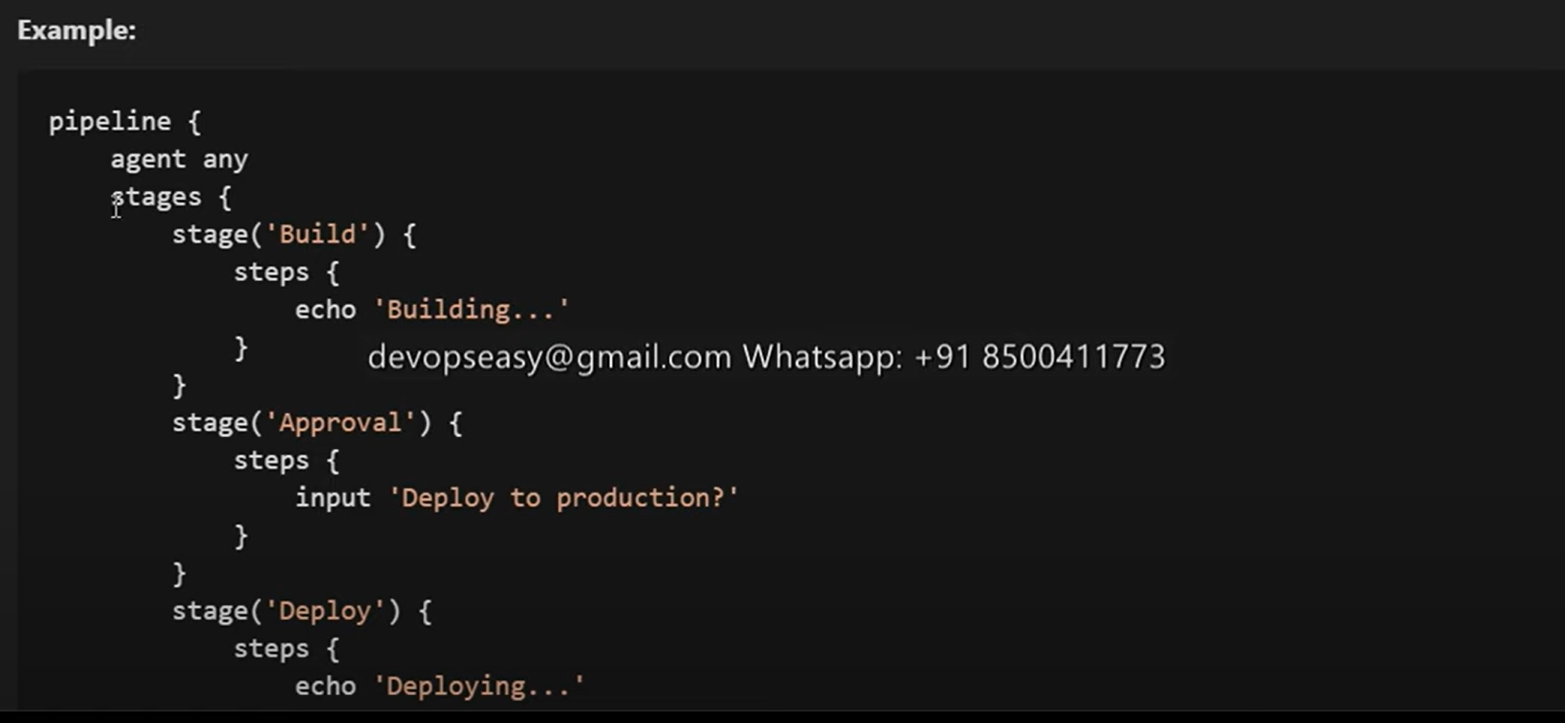 Example:
pipeline {
    agent any
    stages {
        stage('Build') {
            steps {
                echo 'Building...'
            }
devopseasy@gmail.com Whatsapp: +91 8500411773
        }
        stage('Approval') {
            steps {
                input 'Deploy to production?'
            }
        }
        stage('Deploy') {
            steps {
                echo 'Deploying...'